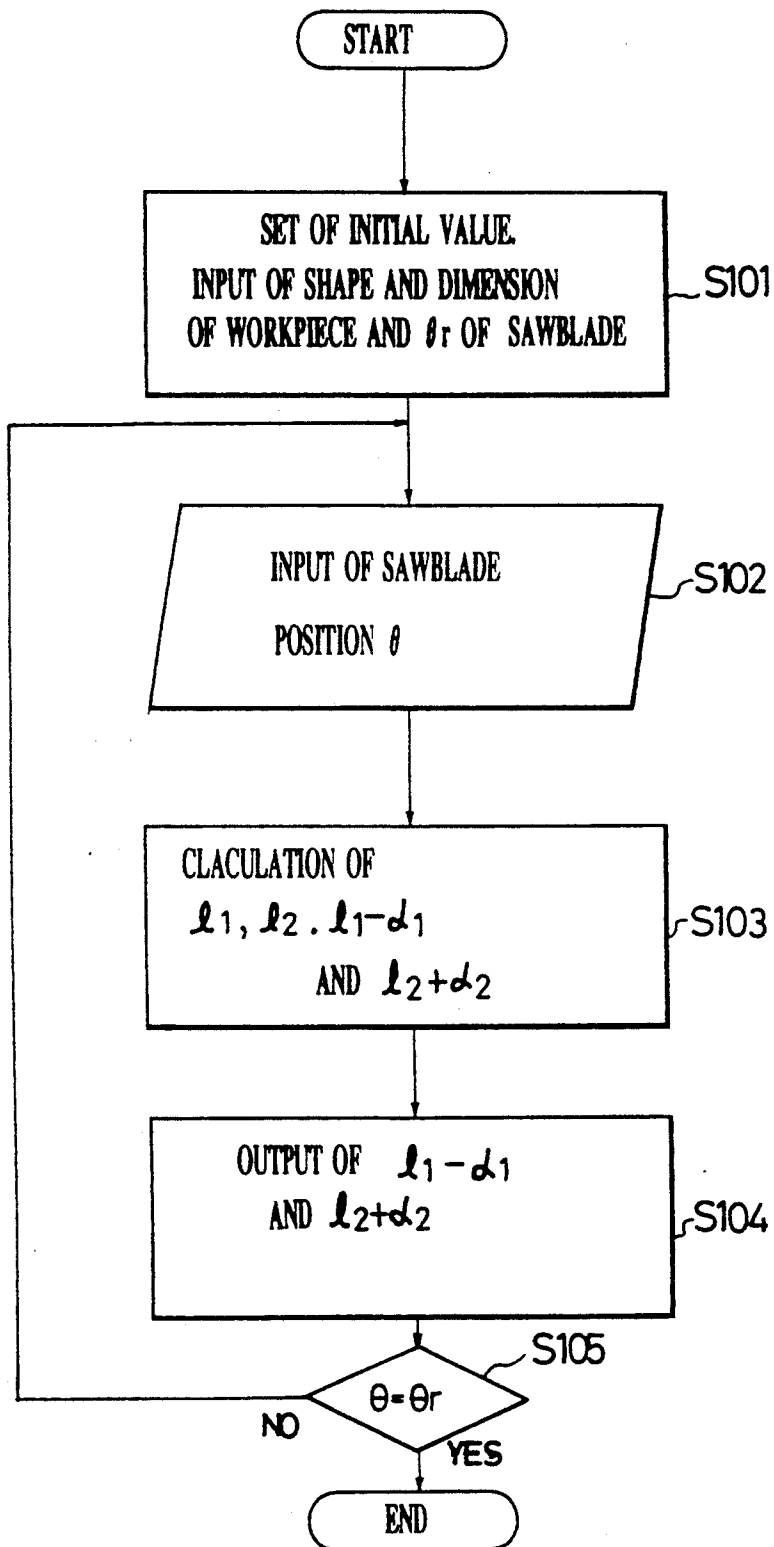 START
SET OF INITIAL VALUE.
INPUT OF SHAPE AND DIMENSION
OF WORKPIECE AND θr OF SAWBLADE
S101
INPUT OF SAWBLADE
POSITION θ
S102
CLACULATION OF
ℓ1, ℓ2. ℓ1-α1
AND ℓ2+α2
S103
OUTPUT OF ℓ1-α1
AND ℓ2+α2
S104
S105
θ=θr
NO
YES
END